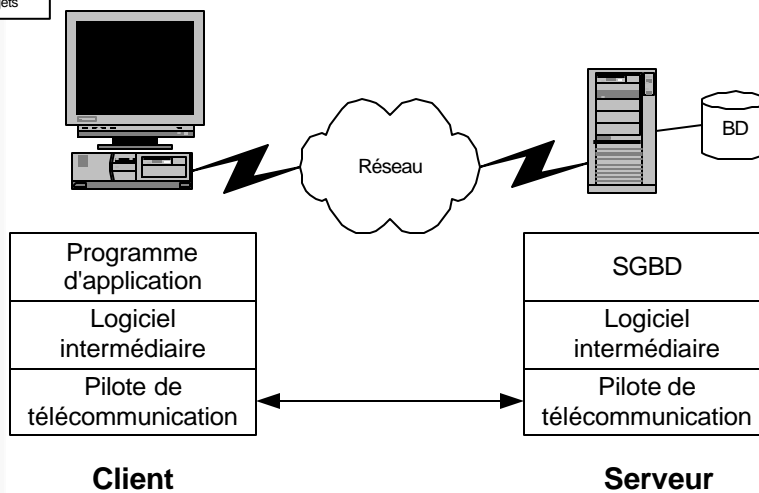 Réseau
BD
Programme
d'application
Logiciel
intermédiaire
Pilote de
télécommunication
SGBD
Logiciel
intermédiaire
Pilote de
télécommunication
Client
Serveur